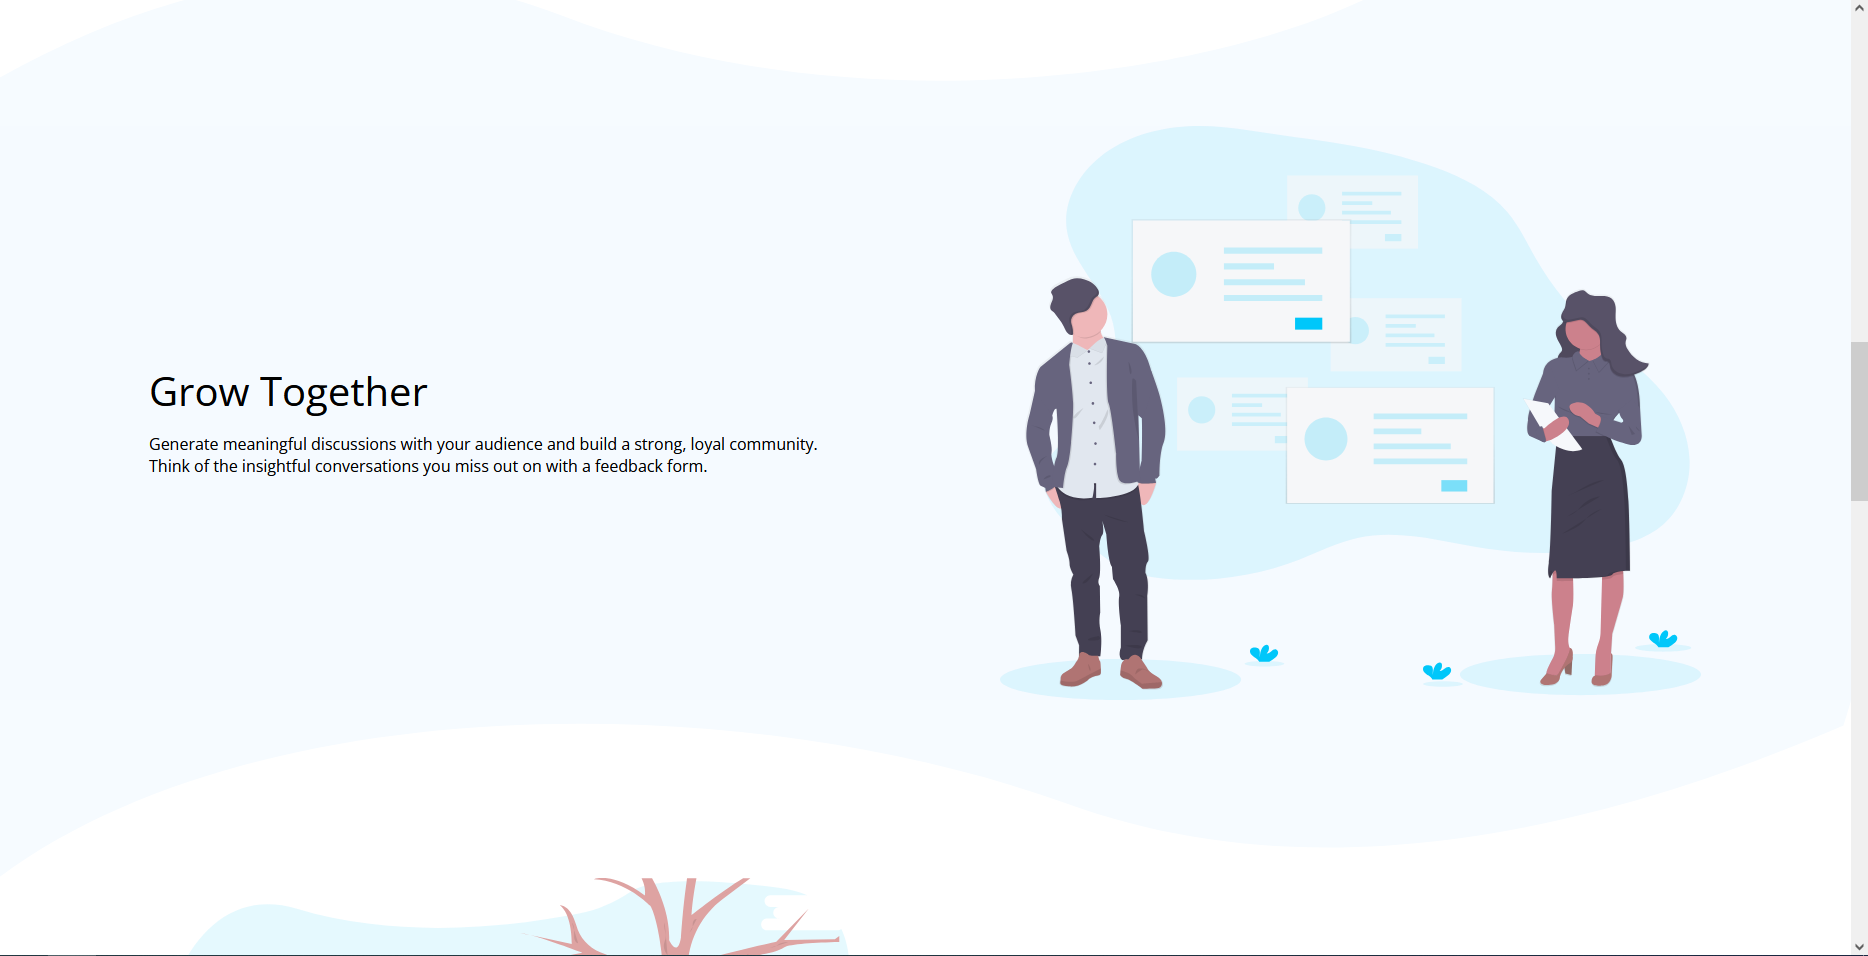 Grow Together
Generate meaningful discussions with your audience and build a strong, loyal community.
Think of the insightful conversations you miss out on with a feedback form.